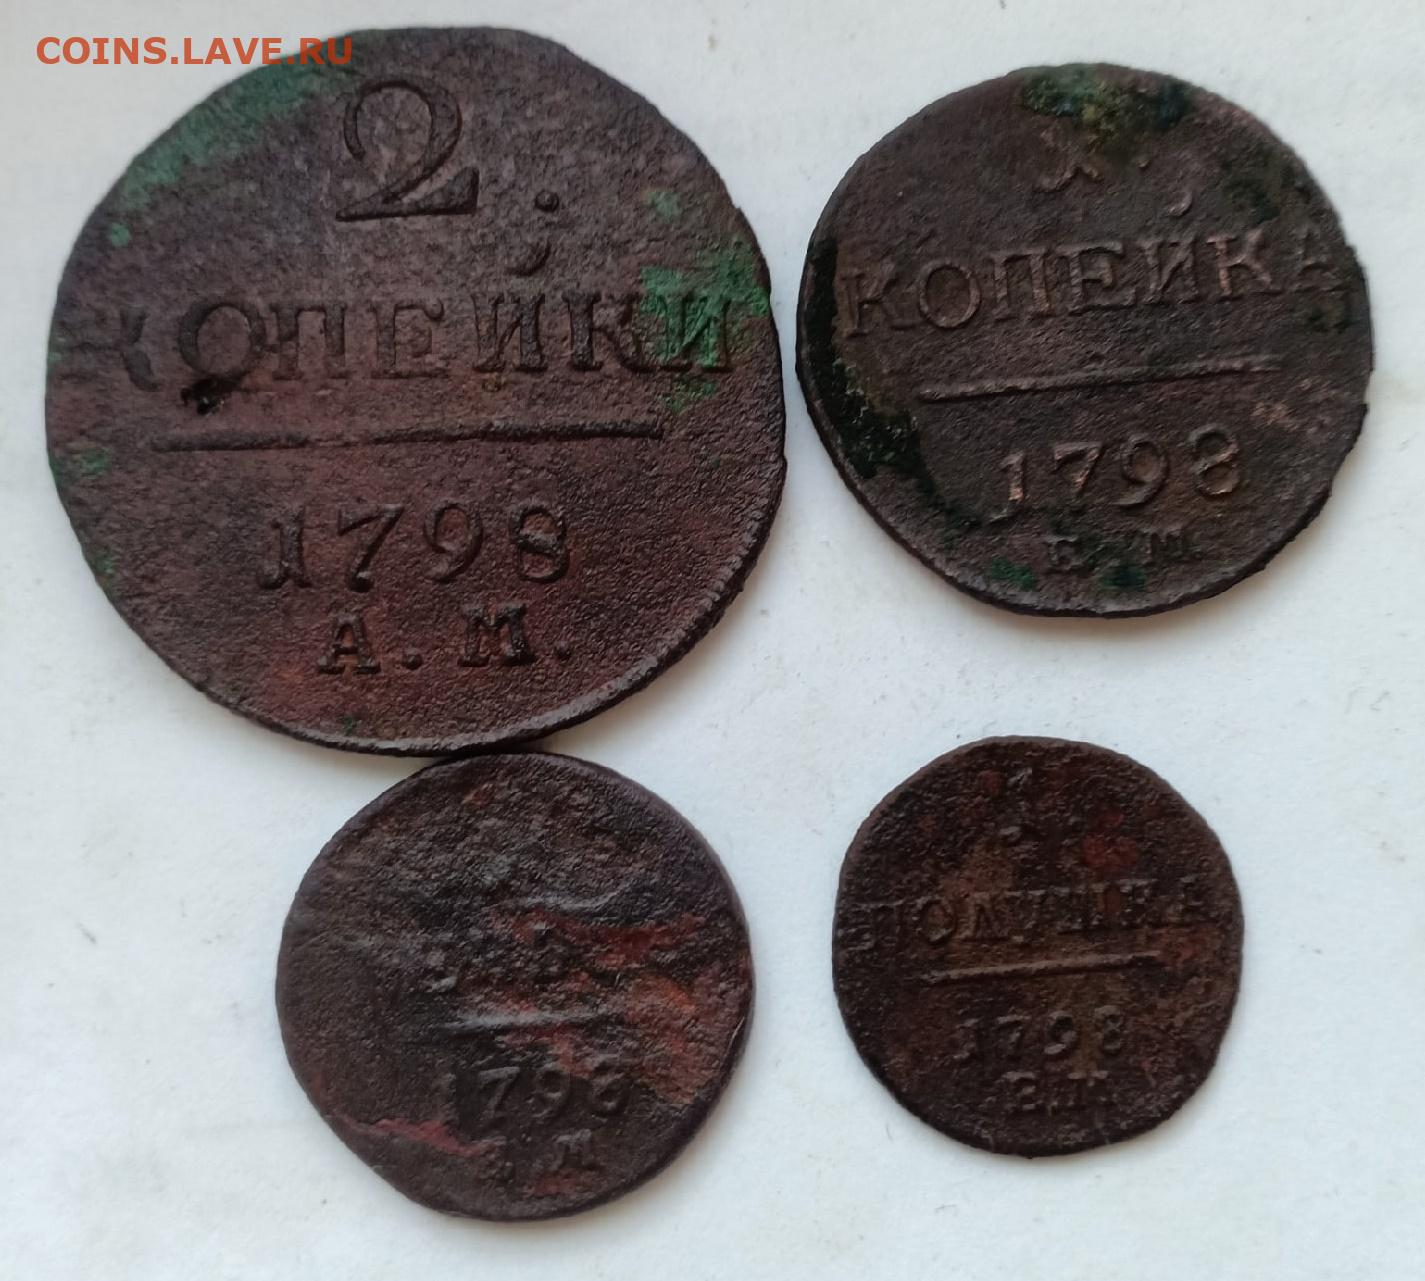 COINS.LAVE.RU
2.
КОПЕЙКИ
1798
А.М.
КОПЕЙКА
1798
Е.М.
1798
М
ПОЛУШКА
1798
Е.М.